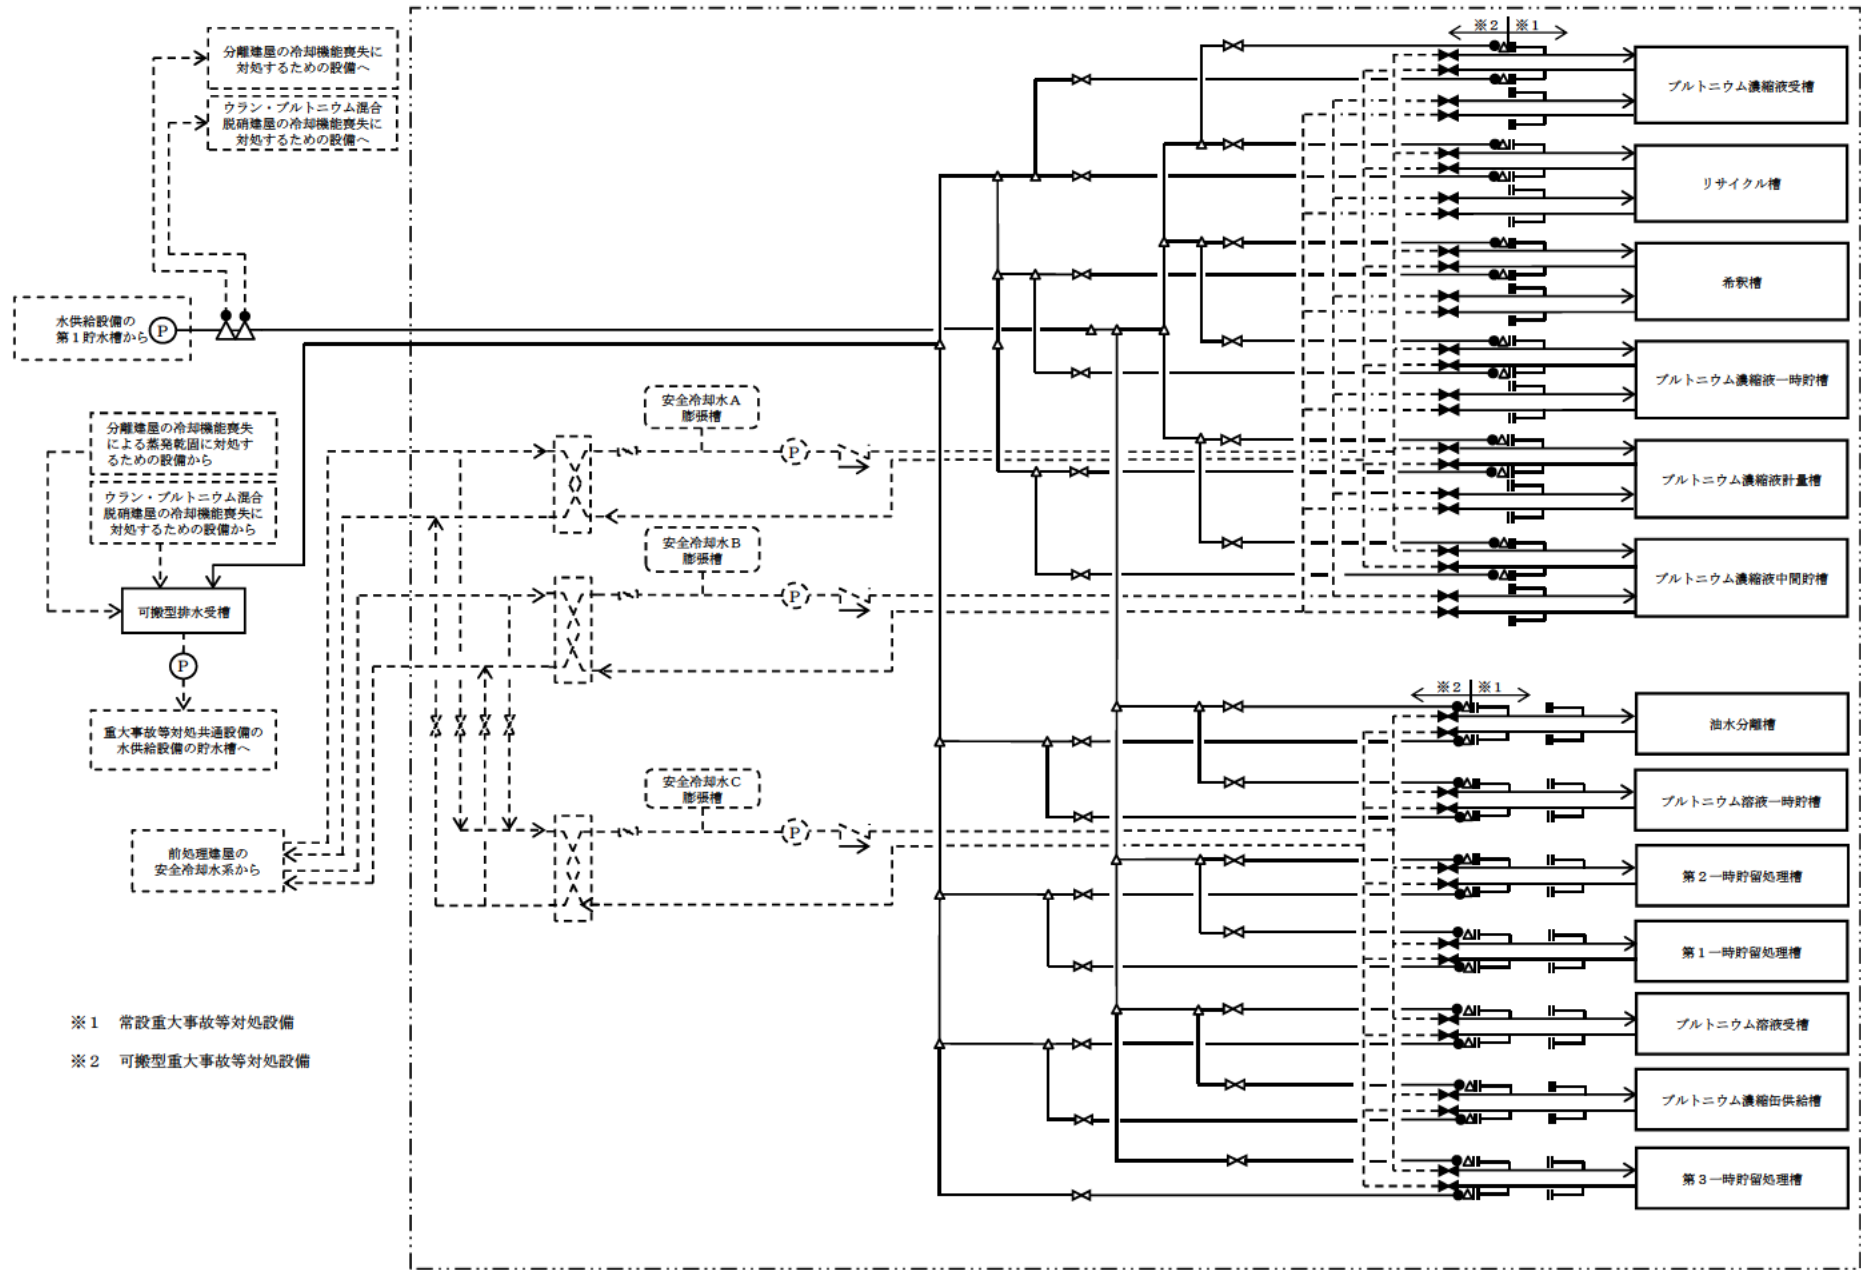 分離建屋の冷却機能喪失に
対処するための設備へ
ウラン・プルトニウム混合
脱硝建屋の冷却機能喪失に
対処するための設備へ
水供給設備の
第1貯水槽から
P
分離建屋の冷却機能喪失
による蒸発乾固に対処す
るための設備から
ウラン・プルトニウム混合
脱硝建屋の冷却機能喪失に
対処するための設備から
可搬型排水受槽
P
重大事故等対処共通設備の
水供給設備の貯水槽へ
前処理建屋の
安全冷却水系から
※1 常設重大事故等対処設備
※2 可搬型重大事故等対処設備
安全冷却水A
膨張槽
P
安全冷却水B
膨張槽
P
安全冷却水C
膨張槽
P
※2 ※1
プルトニウム濃縮液受槽
リサイクル槽
希釈槽
プルトニウム濃縮液一時貯槽
プルトニウム濃縮液計量槽
プルトニウム濃縮液中間貯槽
※2 ※1
油水分離槽
プルトニウム溶液一時貯槽
第2一時貯留処理槽
第1一時貯留処理槽
プルトニウム溶液受槽
プルトニウム濃縮缶供給槽
第3一時貯留処理槽